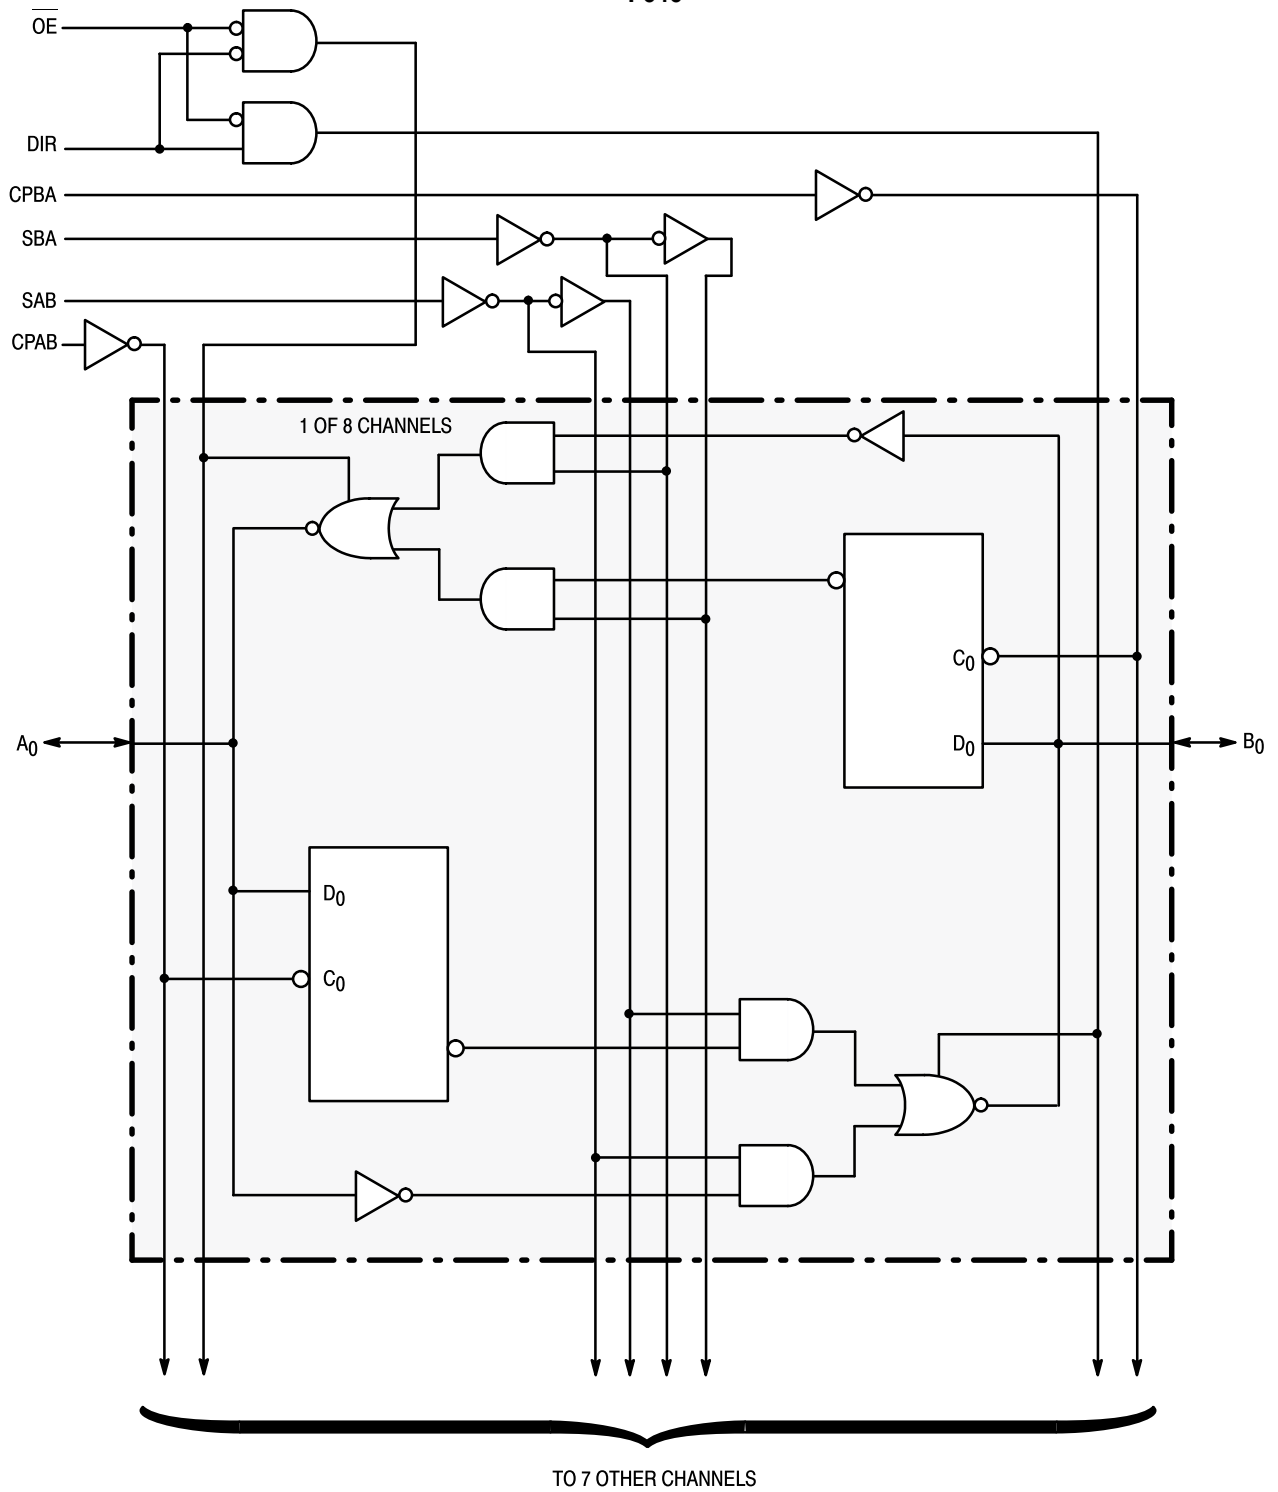 OE
DIR
CPBA
SBA
SAB
CPAB
1 OF 8 CHANNELS
C0
A0
D0
B0
D0
C0
TO 7 OTHER CHANNELS